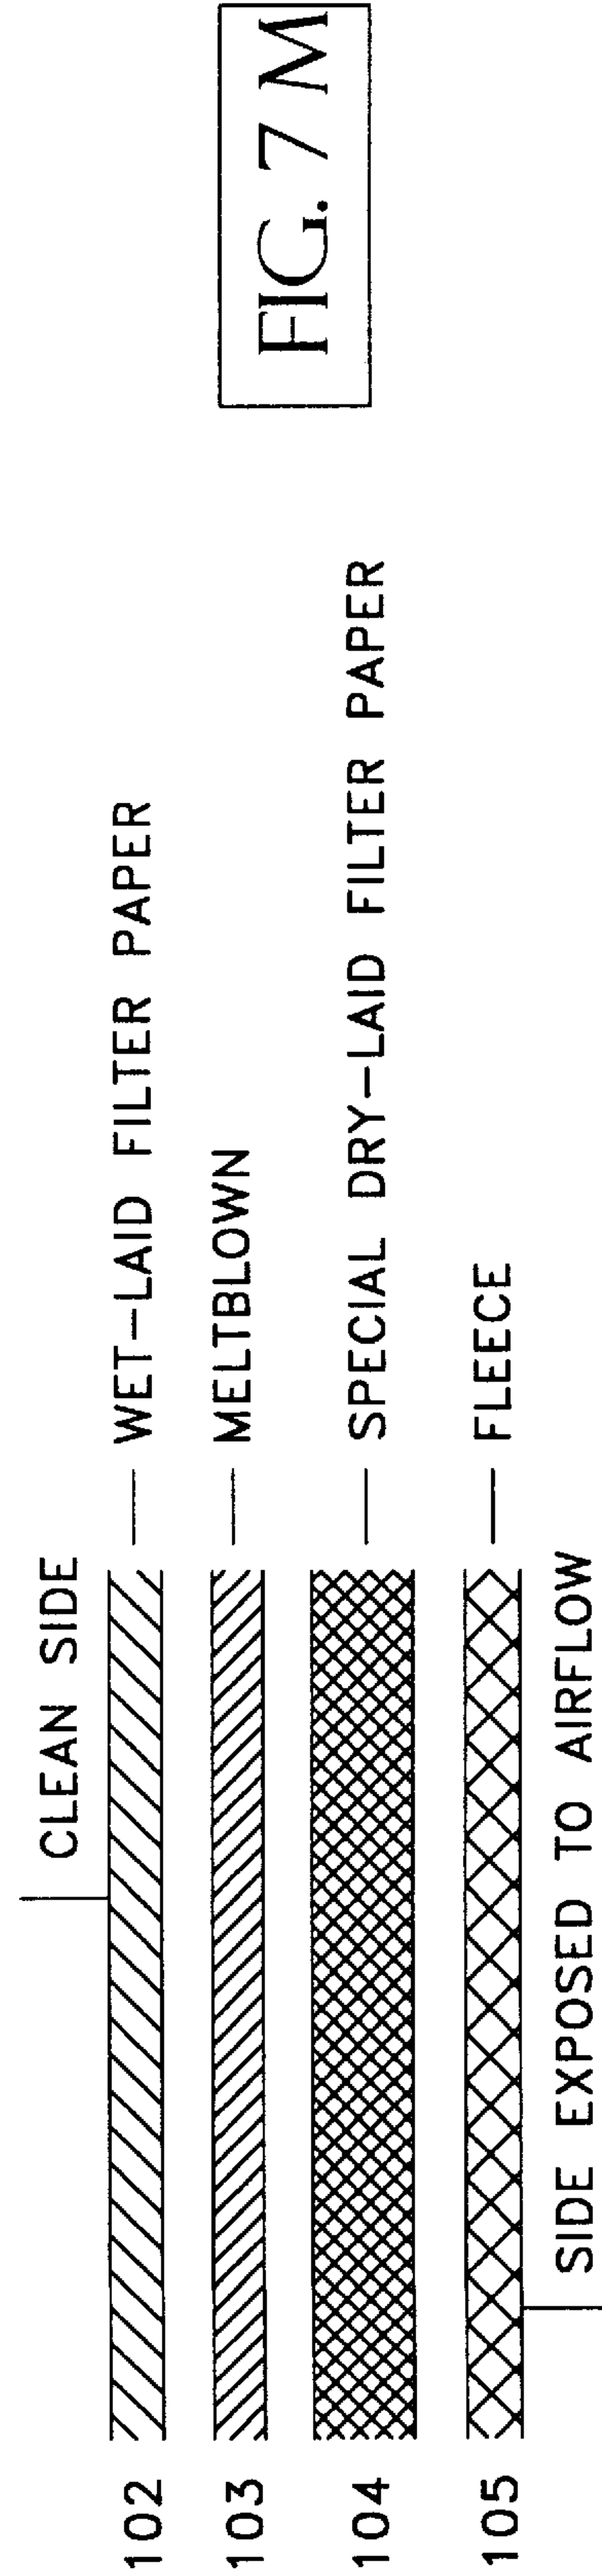 CLEAN SIDE
102 — WET-LAID FILTER PAPER
103 — MELTBLOWN
104 — SPECIAL DRY-LAID FILTER PAPER
105 — FLEECE
SIDE EXPOSED TO AIRFLOW
FIG. 7 M